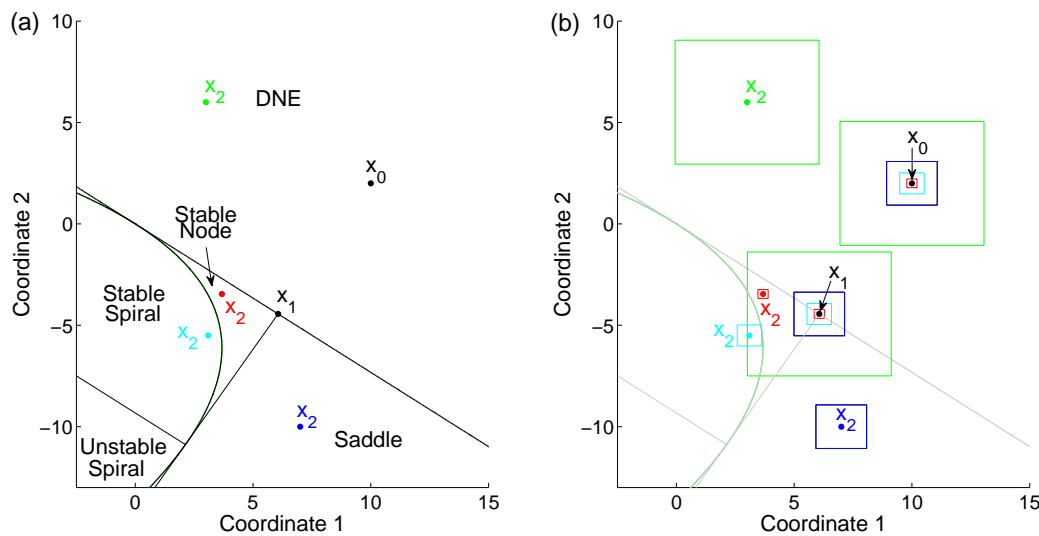 (a)
10
5
0
−5
−10
0
5
10
15
Coordinate 1
Coordinate 2
x2
DNE
x0
Stable
Node
x1
x2
Stable
Spiral
x2
x2
Saddle
Unstable
Spiral
(b)
10
5
0
−5
−10
0
5
10
15
Coordinate 1
Coordinate 2
x2
x0
x1
x2
x2
x2